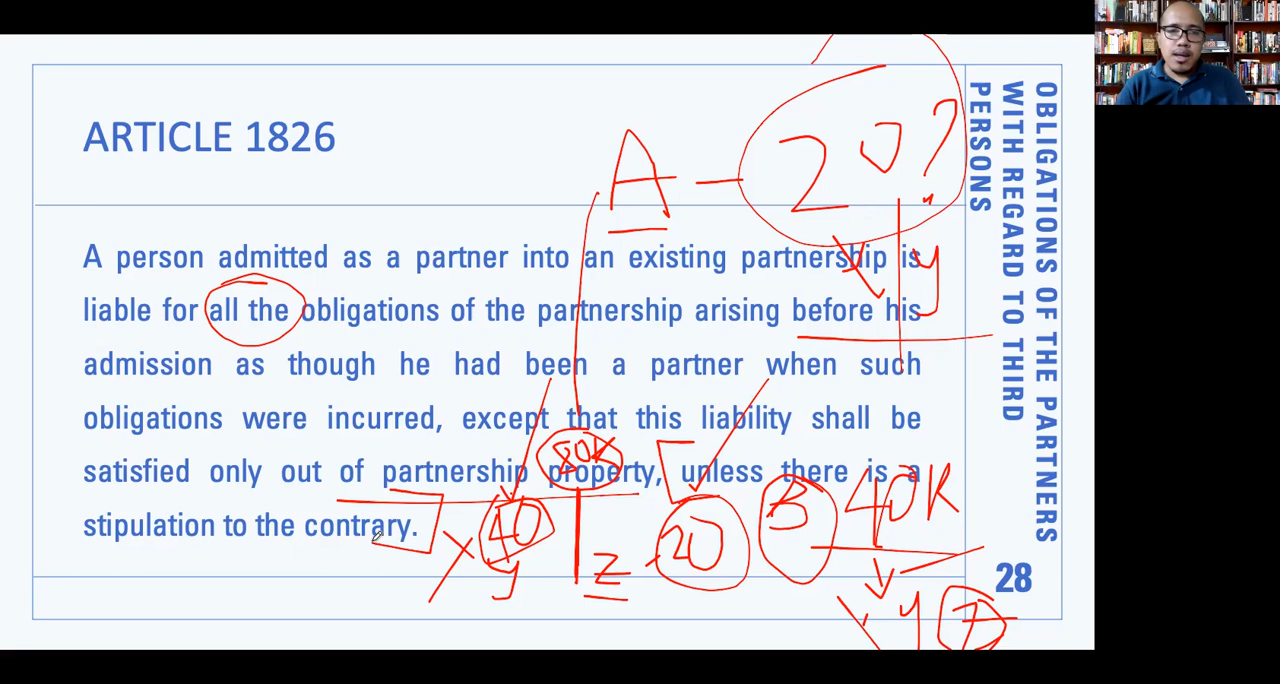 ARTICLE 1826
A - 20?
X y
A person admitted as a partner into an existing partnership is
liable for all the obligations of the partnership arising before his
admission as though he had been a partner when such
obligations were incurred, except that this liability shall be
satisfied only out of partnership property, unless there is a
stipulation to the contrary.
80K
X 40
y
Z - 20
B 40K
y Z
OBLIGATIONS OF THE PARTNERS
WITH REGARD TO THIRD
PERSONS
28